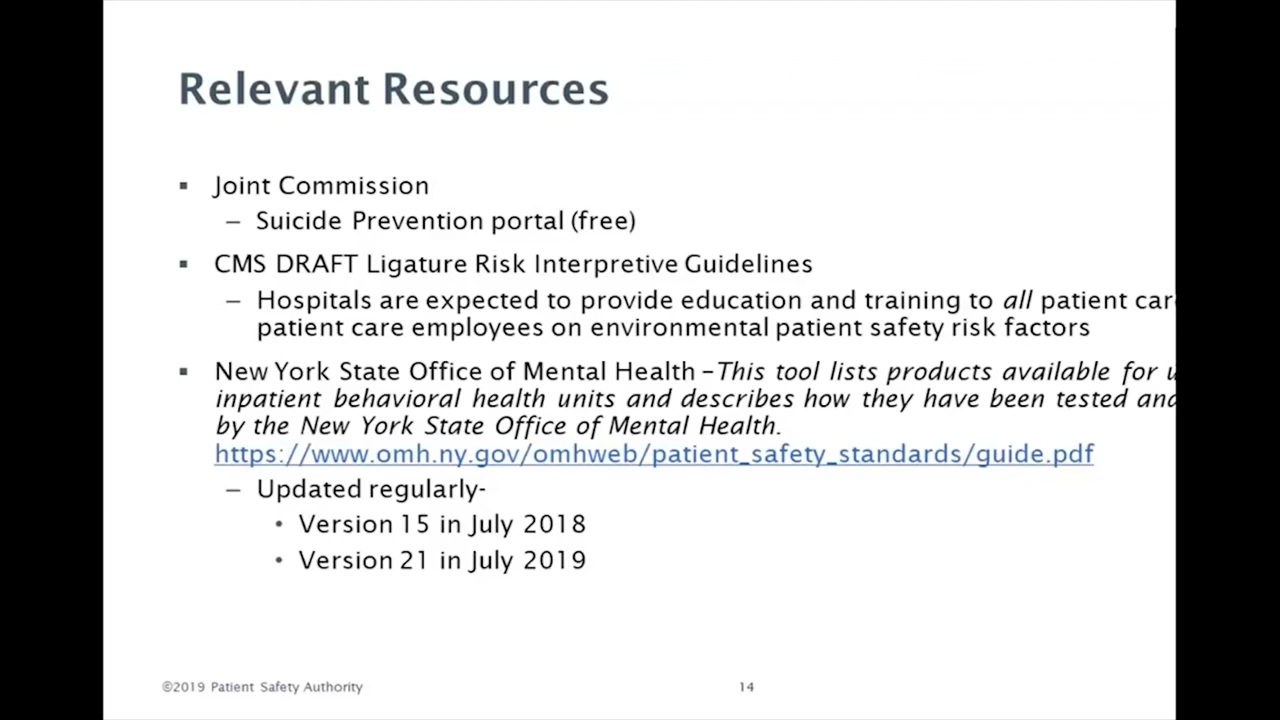 Relevant Resources
▪ Joint Commission
– Suicide Prevention portal (free)
▪ CMS DRAFT Ligature Risk Interpretive Guidelines
– Hospitals are expected to provide education and training to all patient
patient care employees on environmental patient safety risk factors
▪ New York State Office of Mental Health –This tool lists products available for
inpatient behavioral health units and describes how they have been tested and
by the New York State Office of Mental Health.
https://www.omh.ny.gov/omhweb/patient_safety_standards/guide.pdf
– Updated regularly-
• Version 15 in July 2018
• Version 21 in July 2019
©2019 Patient Safety Authority
14